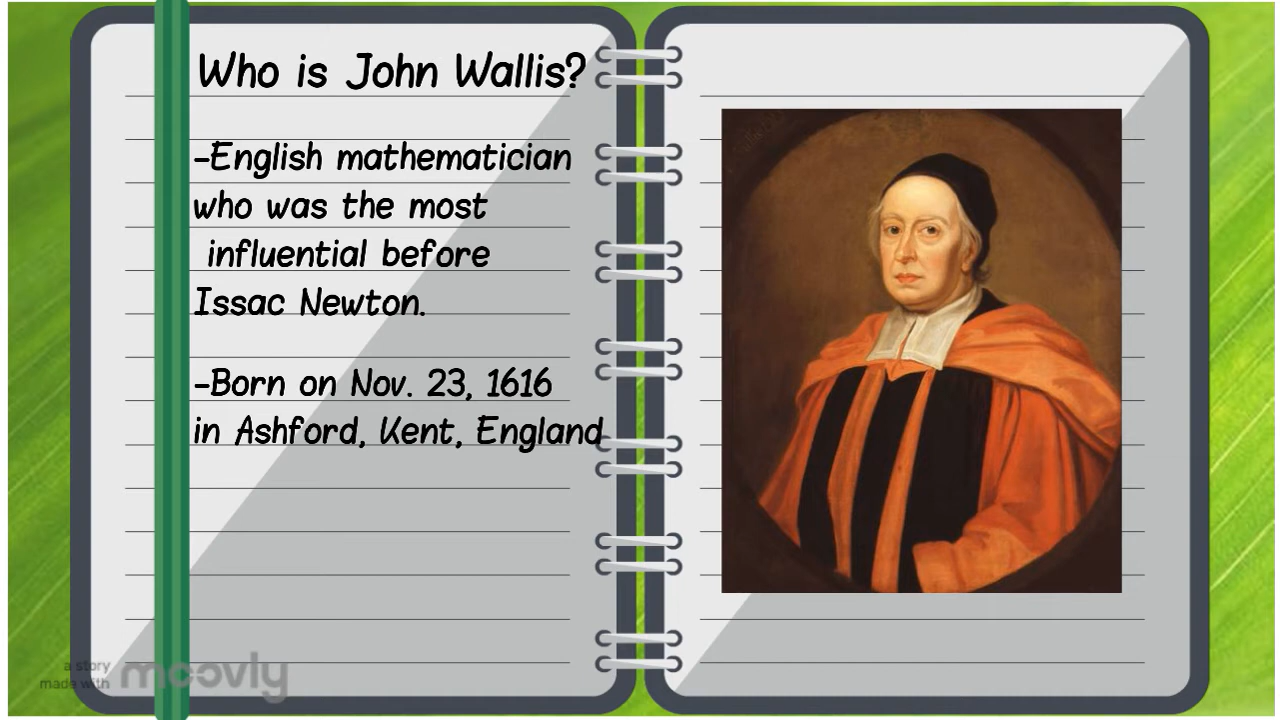 Who is John Wallis?
-English mathematician
who was the most
influential before
Issac Newton.
-Born on Nov. 23, 1616
in Ashford, Kent, England
a story
made with moovly